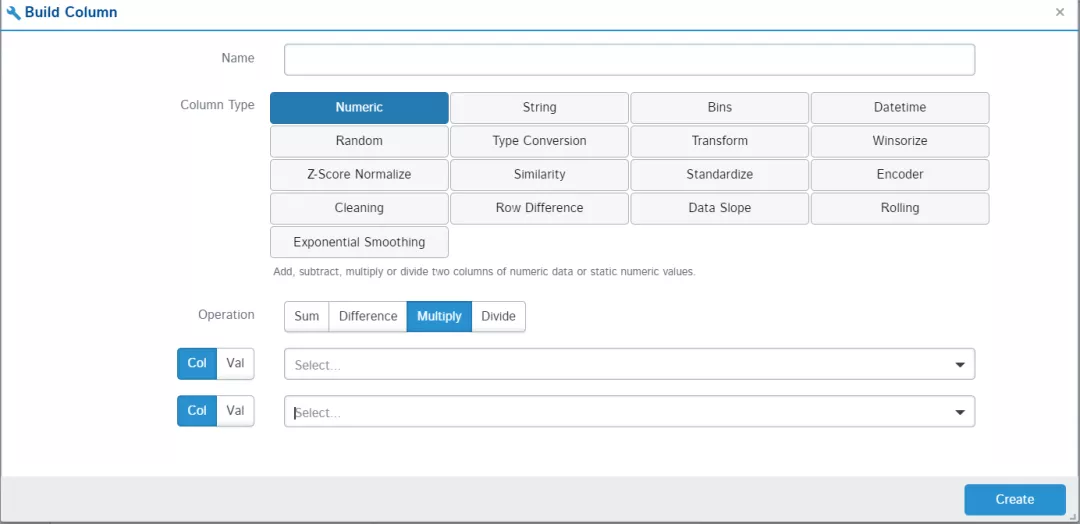 Build Column
×
Name
Column Type
Numeric String Bins Datetime
Random Type Conversion Transform Winsorize
Z-Score Normalize Similarity Standardize Encoder
Cleaning Row Difference Data Slope Rolling
Exponential Smoothing
Add, subtract, multiply or divide two columns of numeric data or static numeric values.
Operation Sum Difference Multiply Divide
Col Val Select...
Col Val Select...
Create